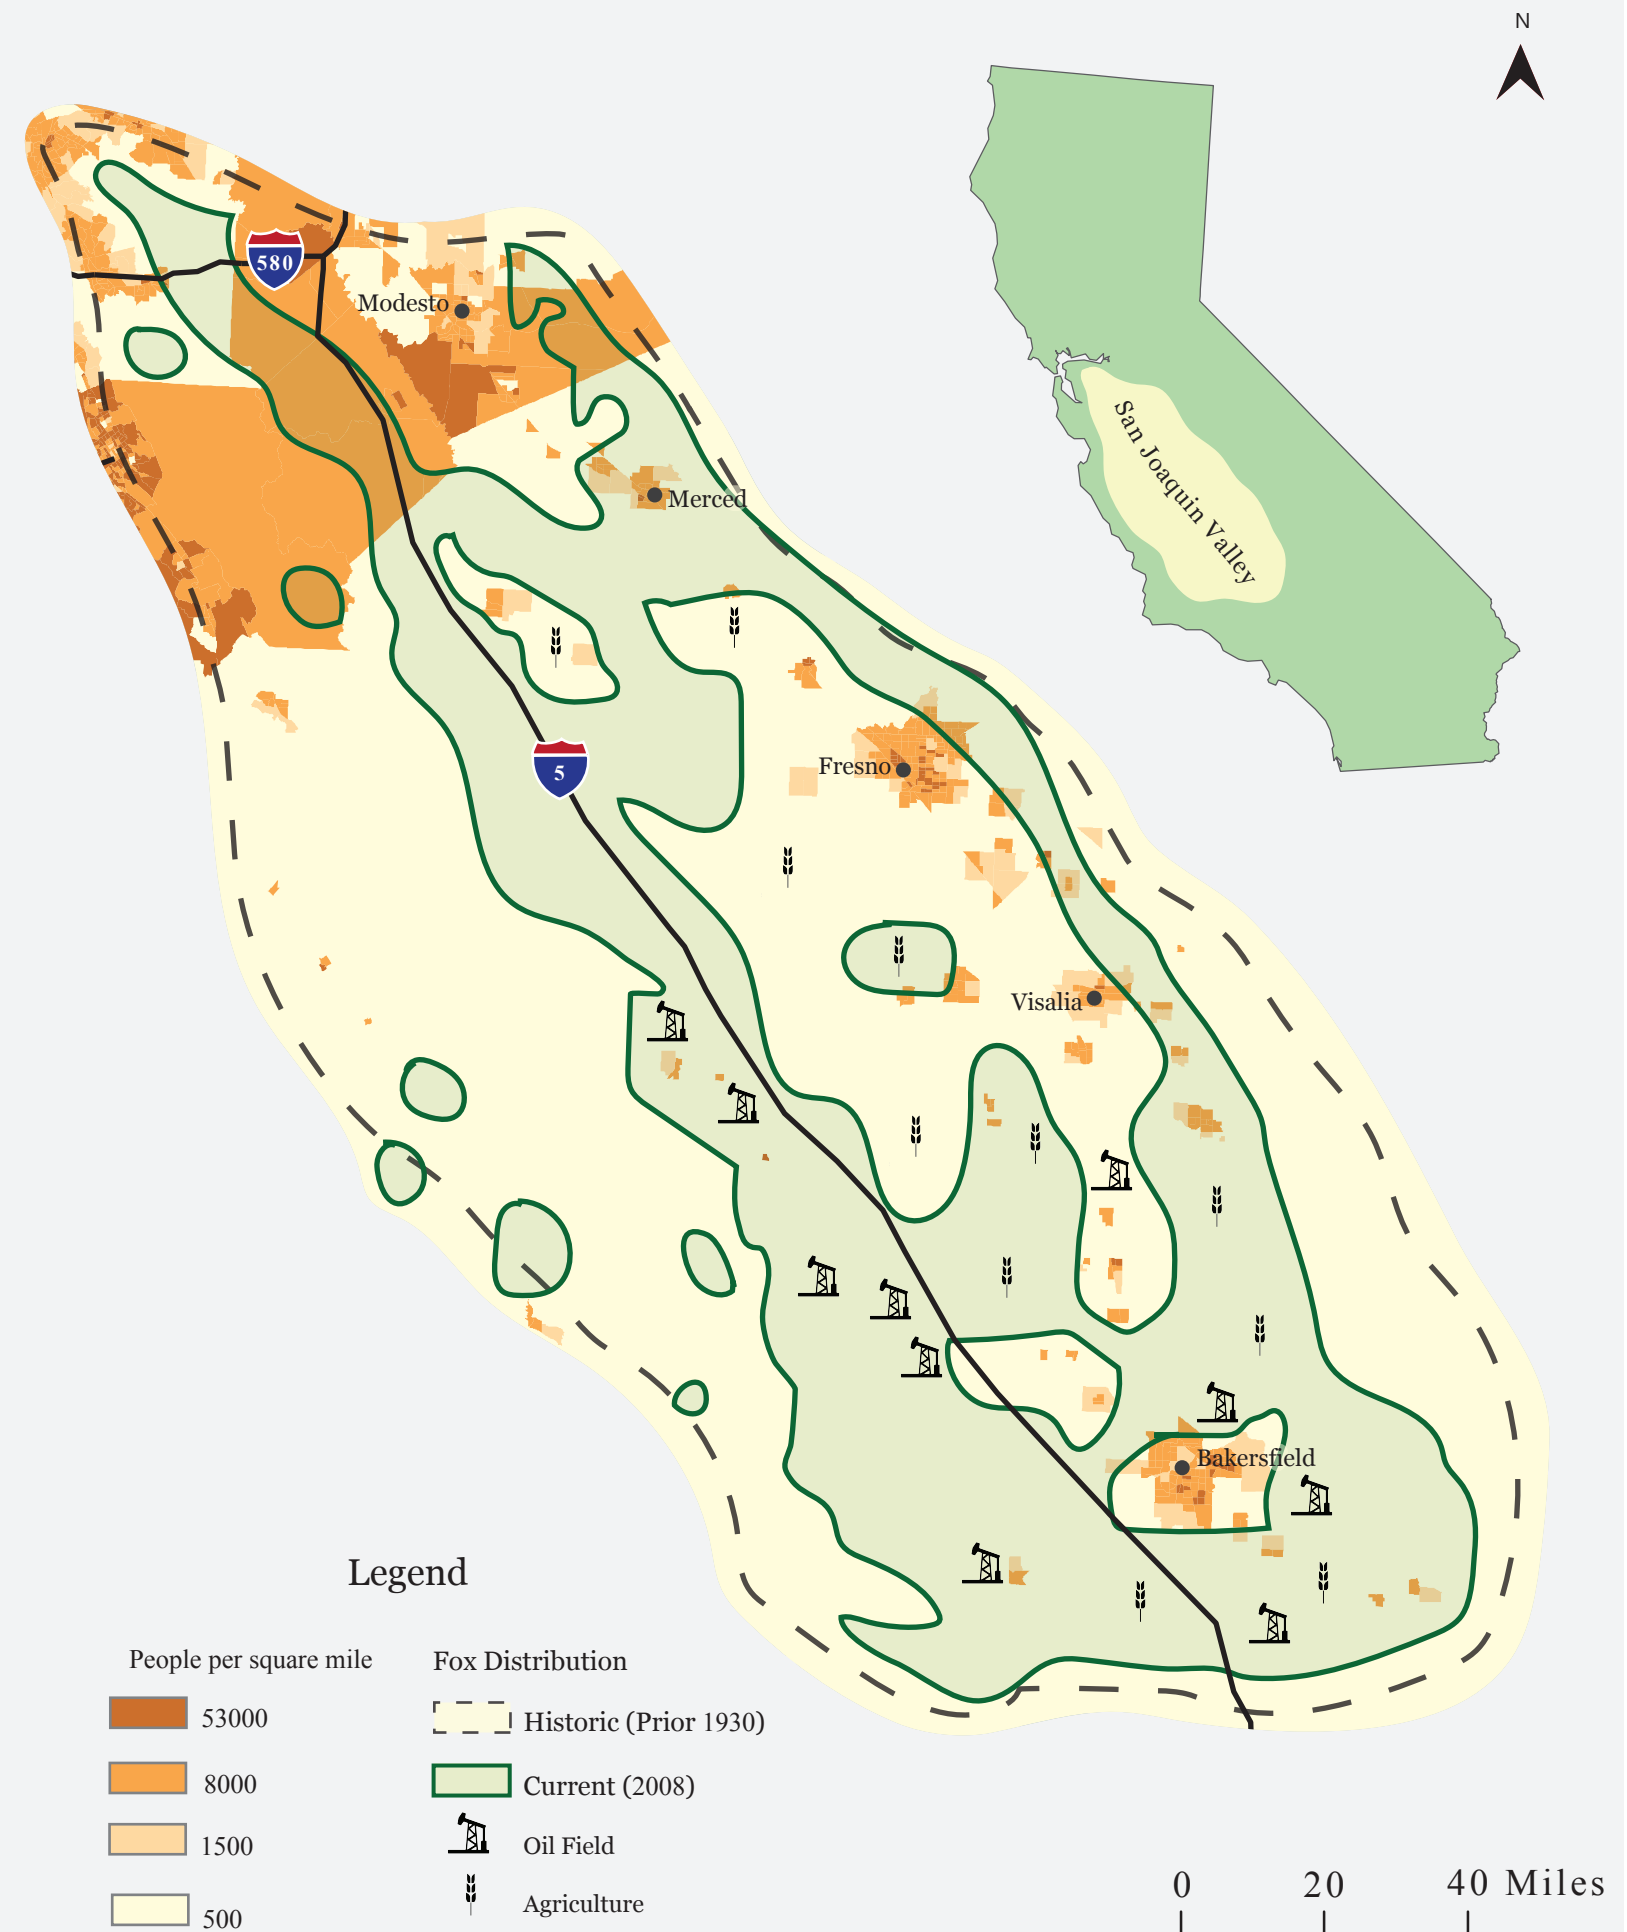 N
580
Modesto
San Joaquin Valley
Merced
5
Fresno
Visalia
Bakersfield
Legend
People per square mile
53000
8000
1500
500
Fox Distribution
Historic (Prior 1930)
Current (2008)
Oil Field
Agriculture
0 20 40 Miles